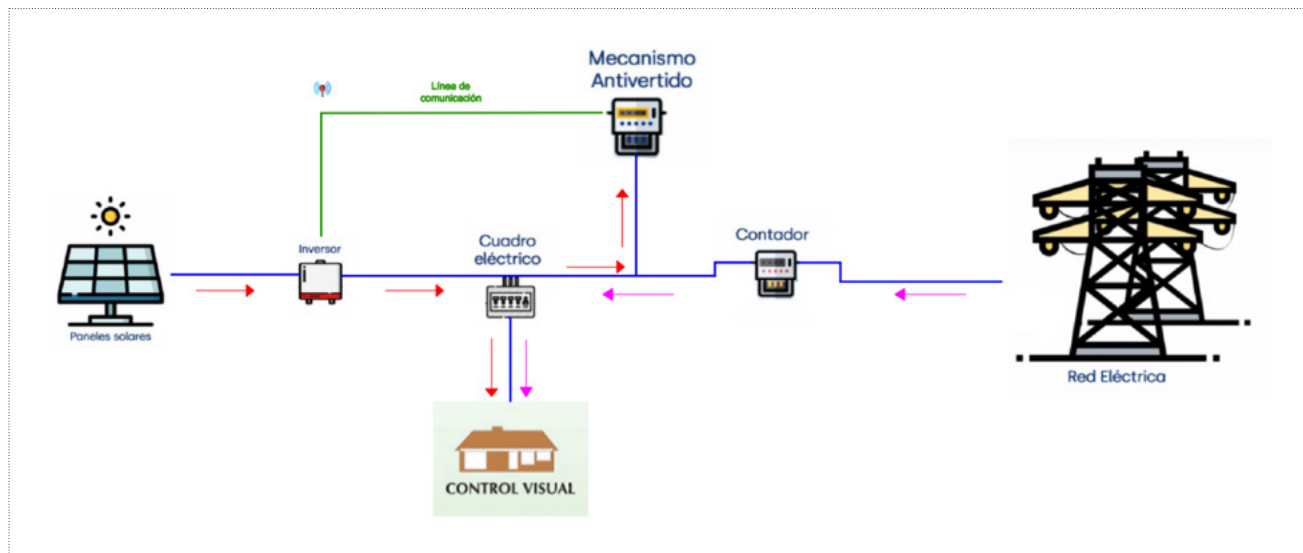 Mecanismo
Antivertido
Línea de
comunicación
Inversor
Cuadro
eléctrico
Contador
Paneles solares
Red Eléctrica
CONTROL VISUAL